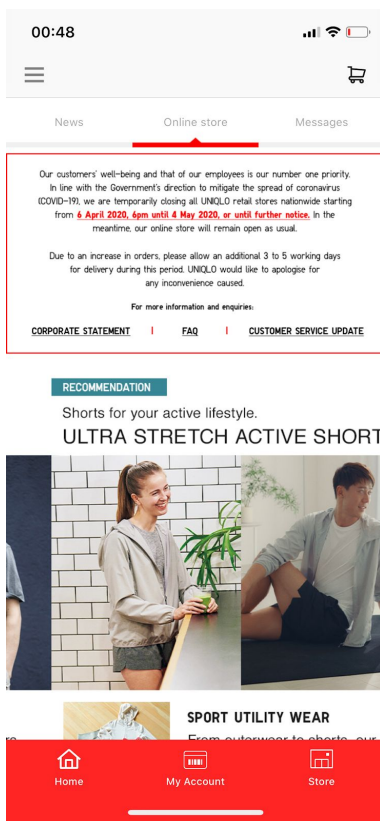 00:48
News Online store Messages
Our customers' well-being and that of our employees is our number one priority.
In line with the Government's direction to mitigate the spread of coronavirus
(COVID-19), we are temporarily closing all UNIQLO retail stores nationwide starting
from 6 April 2020, 6pm until 4 May 2020, or until further notice. In the
meantime, our online store will remain open as usual.
Due to an increase in orders, please allow an additional 3 to 5 working days
for delivery during this period. UNIQLO would like to apologise for
any inconvenience caused.
For more information and enquiries:
CORPORATE STATEMENT | FAQ | CUSTOMER SERVICE UPDATE
RECOMMENDATION
Shorts for your active lifestyle.
ULTRA STRETCH ACTIVE SHORT
SPORT UTILITY WEAR
From outerwear to shorts, our
Home My Account Store